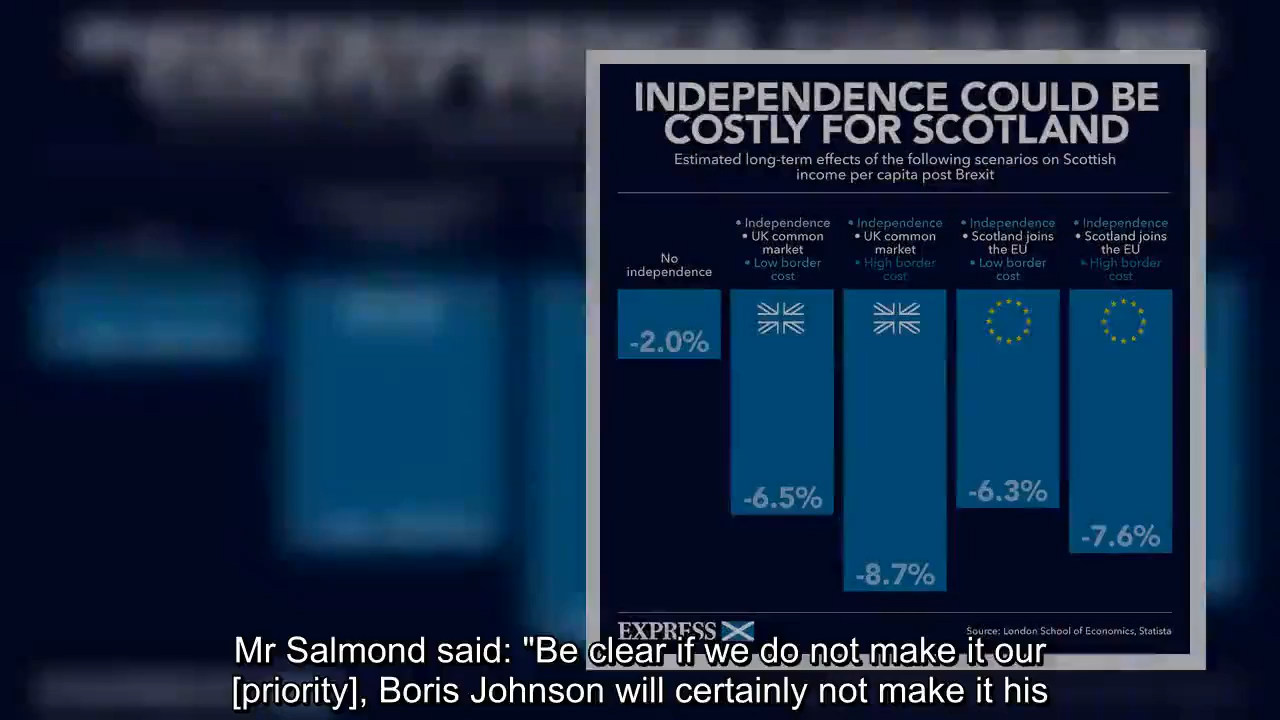 INDEPENDENCE COULD BE
COSTLY FOR SCOTLAND
Estimated long-term effects of the following scenarios on Scottish
income per capita post Brexit
No
independence
-2.0%
• Independence
• UK common
market
• Low border
cost
-6.5%
• Independence
• UK common
market
• High border
cost
-8.7%
• Independence
• Scotland joins
the EU
• Low border
cost
-6.3%
• Independence
• Scotland joins
the EU
• High border
cost
-7.6%
EXPRESS
Source: London School of Economics, Statista
Mr Salmond said: "Be clear if we do not make it our
[priority], Boris Johnson will certainly not make it his